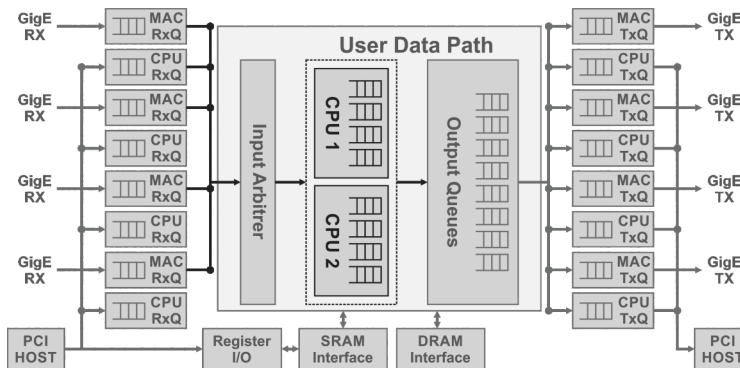 GigE
RX
MAC
RxQ
CPU
RxQ
GigE
RX
MAC
RxQ
CPU
RxQ
GigE
RX
MAC
RxQ
CPU
RxQ
GigE
RX
MAC
RxQ
CPU
RxQ
PCI
HOST
User Data Path
Input Arbitrer
CPU 1
CPU 2
Output Queues
Register
I/O
SRAM
Interface
DRAM
Interface
MAC
TxQ
GigE
TX
CPU
TxQ
MAC
TxQ
GigE
TX
CPU
TxQ
MAC
TxQ
GigE
TX
CPU
TxQ
MAC
TxQ
GigE
TX
CPU
TxQ
PCI
HOST